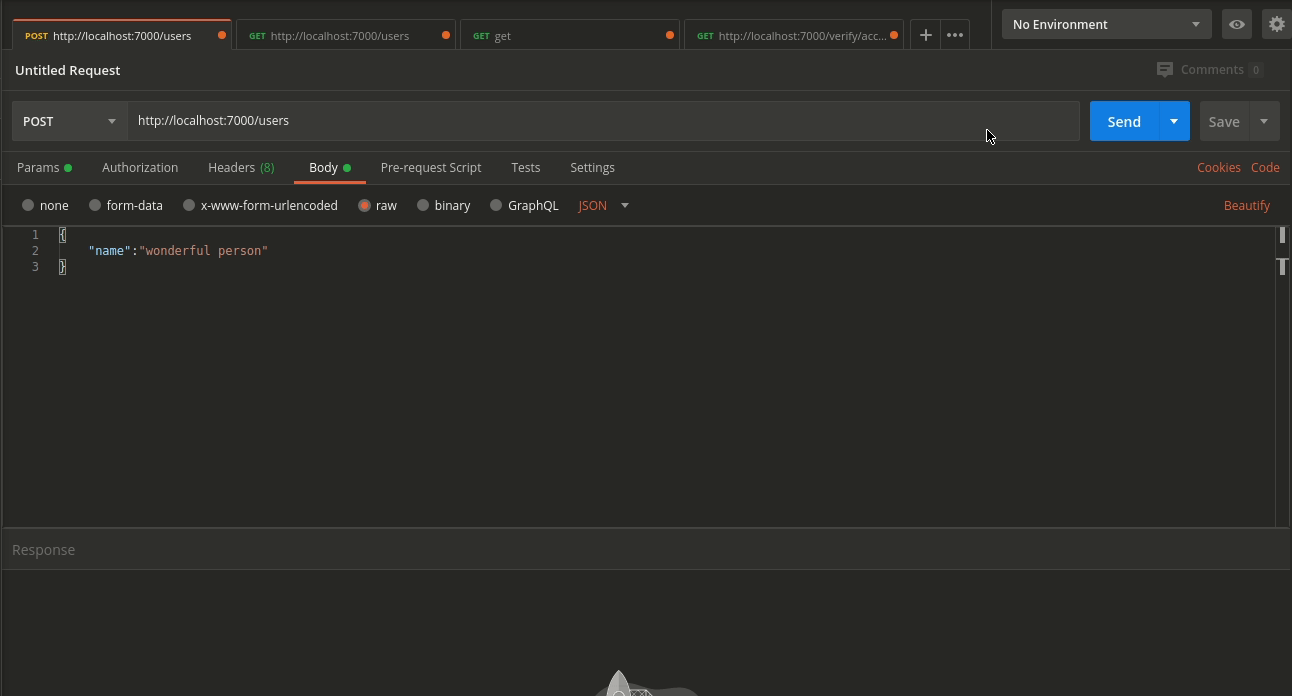 POST http://localhost:7000/users GET http://localhost:7000/users GET get GET http://localhost:7000/verify/acc... + ••• No Environment
Untitled Request Comments 0
POST http://localhost:7000/users Send Save
Params Authorization Headers (8) Body Pre-request Script Tests Settings Cookies Code
none form-data x-www-form-urlencoded raw binary GraphQL JSON Beautify
1 {
2 "name":"wonderful person"
3 }
Response